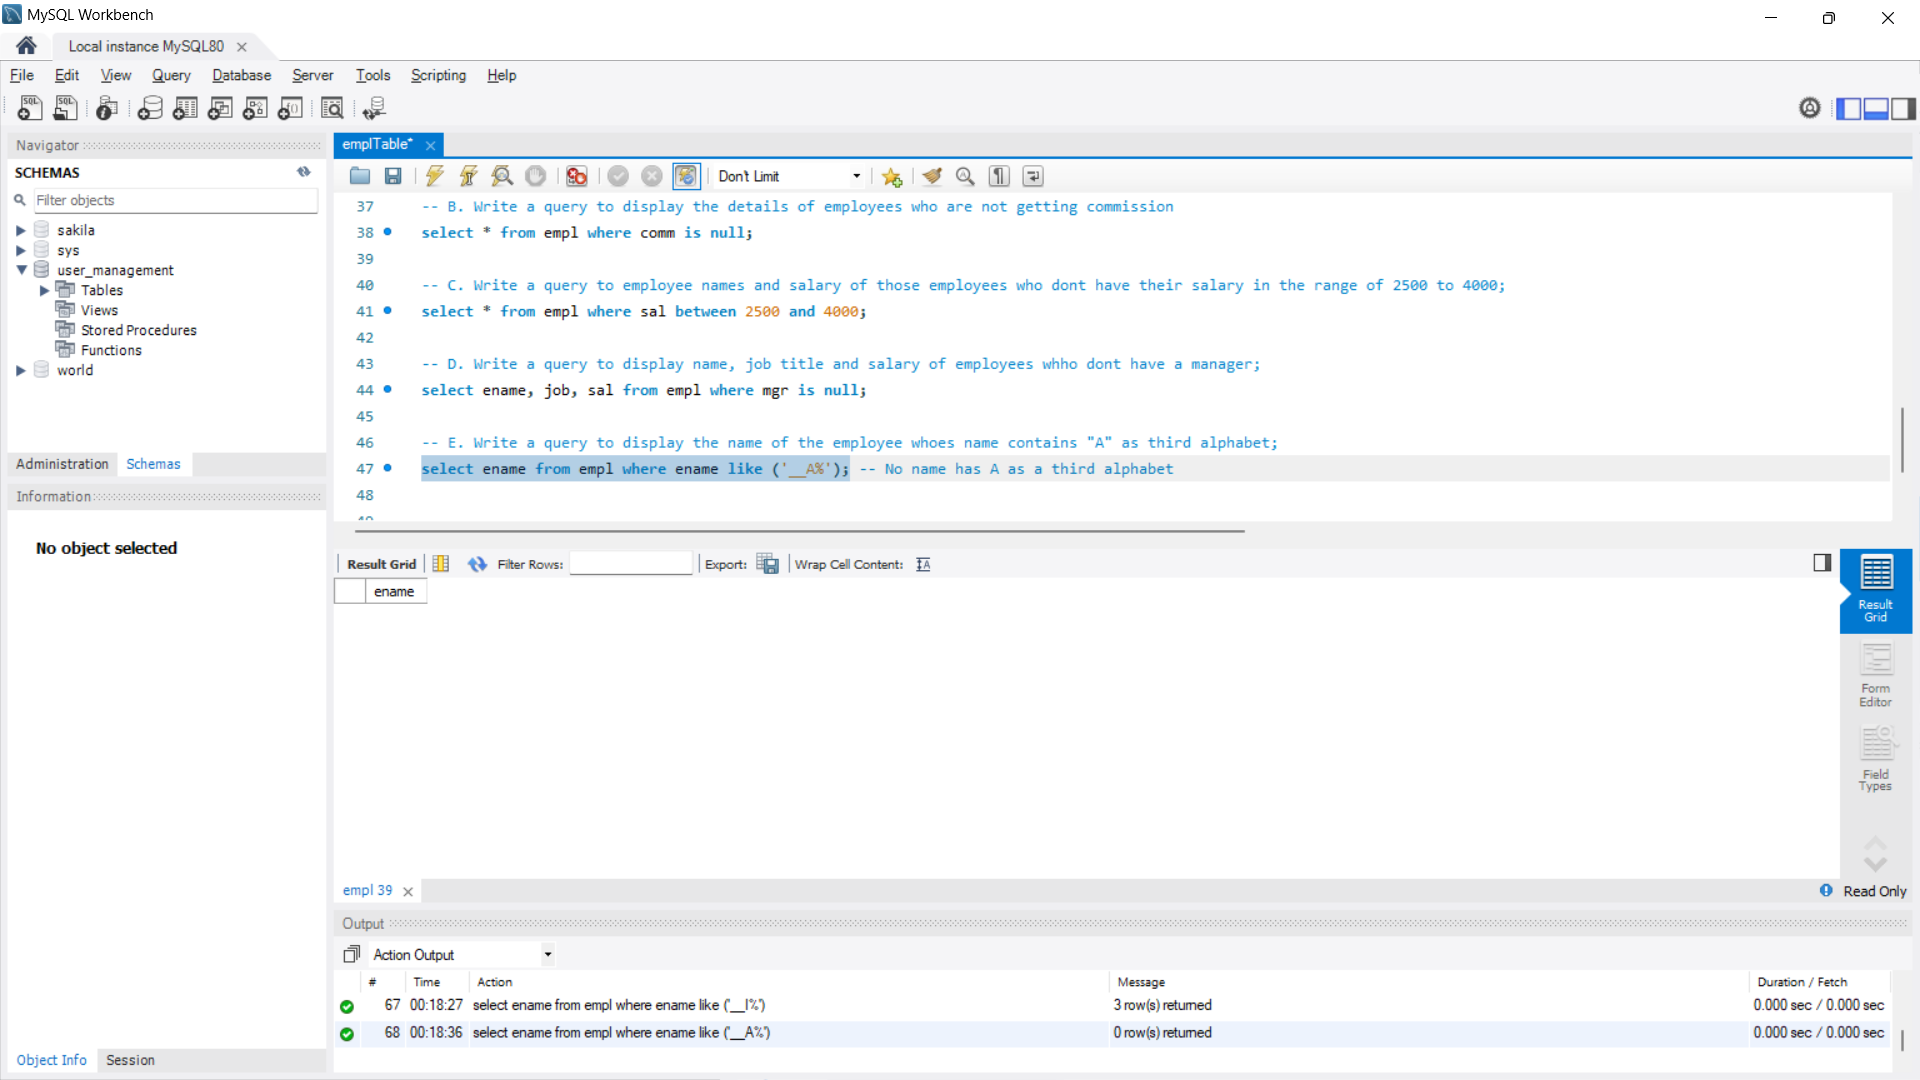 MySQL Workbench
Local instance MySQL80
File Edit View Query Database Server Tools Scripting Help
Navigator
SCHEMAS
Filter objects
sakila
sys
user_management
Tables
Views
Stored Procedures
Functions
world
Administration Schemas
Information
No object selected
Object Info Session
emplTable*
Don't Limit
37 -- B. Write a query to display the details of employees who are not getting commission
38 select * from empl where comm is null;
39
40 -- C. Write a query to employee names and salary of those employees who dont have their salary in the range of 2500 to 4000;
41 select * from empl where sal between 2500 and 4000;
42
43 -- D. Write a query to display name, job title and salary of employees whho dont have a manager;
44 select ename, job, sal from empl where mgr is null;
45
46 -- E. Write a query to display the name of the employee whoes name contains "A" as third alphabet;
47 select ename from empl where ename like ('__A%'); -- No name has A as a third alphabet
48
49
Result Grid Filter Rows: Export: Wrap Cell Content:
ename
Result Grid
Form Editor
Field Types
empl 39
Read Only
Output
Action Output
# Time Action Message Duration / Fetch
67 00:18:27 select ename from empl where ename like ('__I%') 3 row(s) returned 0.000 sec / 0.000 sec
68 00:18:36 select ename from empl where ename like ('__A%') 0 row(s) returned 0.000 sec / 0.000 sec